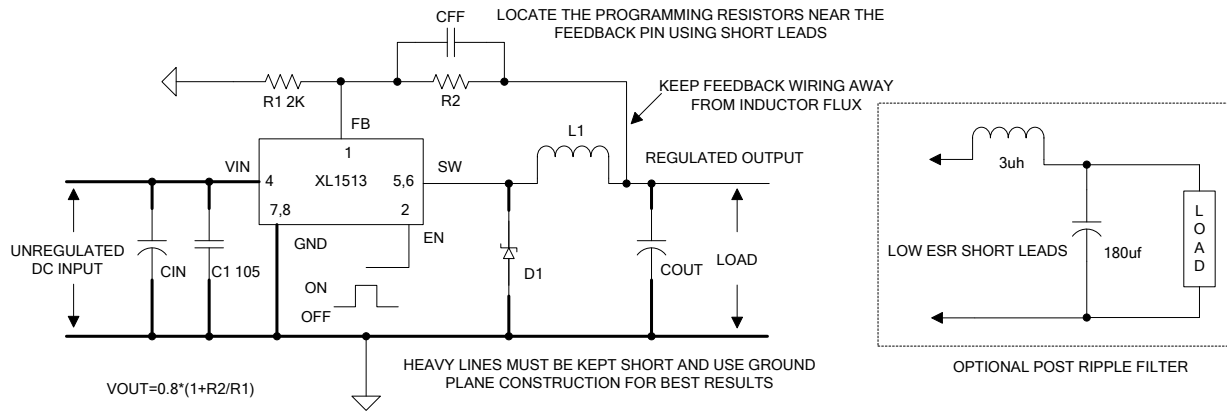 CFF
LOCATE THE PROGRAMMING RESISTORS NEAR THE
FEEDBACK PIN USING SHORT LEADS
R1 2K
R2
KEEP FEEDBACK WIRING AWAY
FROM INDUCTOR FLUX
FB
L1
VIN
1
SW
REGULATED OUTPUT
4
XL1513
5,6
7,8
2
GND
EN
UNREGULATED
DC INPUT
CIN
C1 105
ON
OFF
D1
COUT
LOAD
HEAVY LINES MUST BE KEPT SHORT AND USE GROUND
PLANE CONSTRUCTION FOR BEST RESULTS
VOUT=0.8*(1+R2/R1)
3uh
LOW ESR SHORT LEADS
180uf
LOAD
OPTIONAL POST RIPPLE FILTER